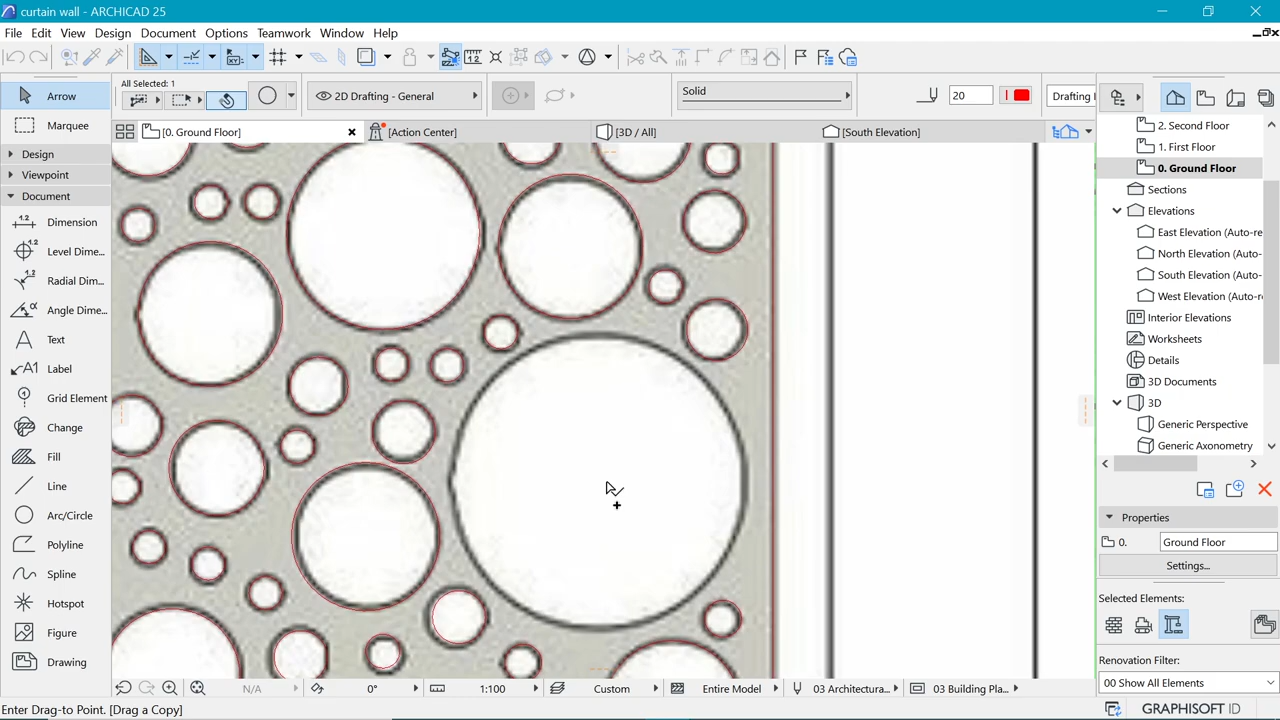 curtain wall - ARCHICAD 25
File Edit View Design Document Options Teamwork Window Help
All Selected: 1
2D Drafting - General
Solid
20
Drafting
Arrow
Marquee
Design
Viewpoint
Document
Dimension
Level Dime...
Radial Dim...
Angle Dime...
Text
Label
Grid Element
Change
Fill
Line
Arc/Circle
Polyline
Spline
Hotspot
Figure
Drawing
[0. Ground Floor]
[Action Center]
[3D / All]
[South Elevation]
2. Second Floor
1. First Floor
0. Ground Floor
Sections
Elevations
East Elevation (Auto-re
North Elevation (Auto-
South Elevation (Auto-
West Elevation (Auto-r
Interior Elevations
Worksheets
Details
3D Documents
3D
Generic Perspective
Generic Axonometry
Properties
0. Ground Floor
Settings...
Selected Elements:
Renovation Filter:
00 Show All Elements
N/A 0° 1:100 Custom Entire Model 03 Architectura... 03 Building Pla...
Enter Drag-to Point. [Drag a Copy]
GRAPHISOFT ID